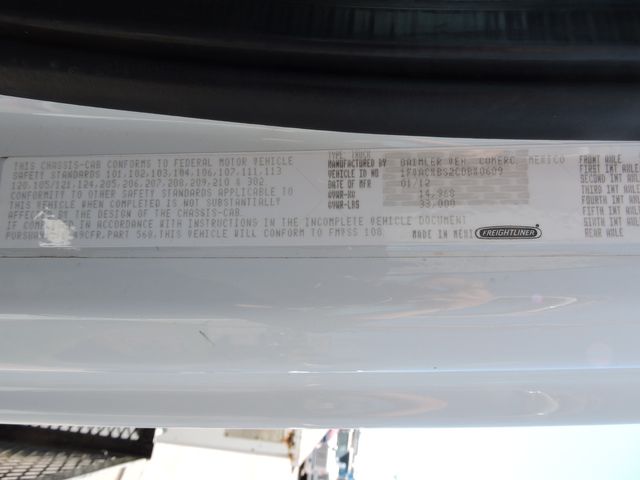 THIS CHASSIS-CAB CONFORMS TO FEDERAL MOTOR VEHICLE
SAFETY STANDARDS 101,102,103,104,106,107,111,113
120,105/121,124,205,206,207,208,209,210 & 302.
CONFORMITY TO OTHER SAFETY STANDARDS APPLICABLE TO
THIS VEHICLE WHEN COMPLETED IS NOT SUBSTANTIALLY
AFFECTED BY THE DESIGN OF THE CHASSIS-CAB.
IF COMPLETED IN ACCORDANCE WITH INSTRUCTIONS IN THE INCOMPLETE VEHICLE DOCUMENT
PART 568, THIS VEHICLE WILL CONFORM TO FMVSS 108
TYPE TRUCK
MANUFACTURED BY DAIMLER VEH. COMERC. MEXICO
VEHICLE ID NO
DATE OF MFR 01/12
GVWR-KG 14,968
GVWR-LBS 33,000
MADE IN MEXI
FREIGHTLINER
FRONT AXLE
FIRST INT AXLE
SECOND INT AXLE
THIRD INT AXLE
FOURTH INT AXLE
FIFTH INT AXLE
SIXTH INT AXLE
REAR AXLE